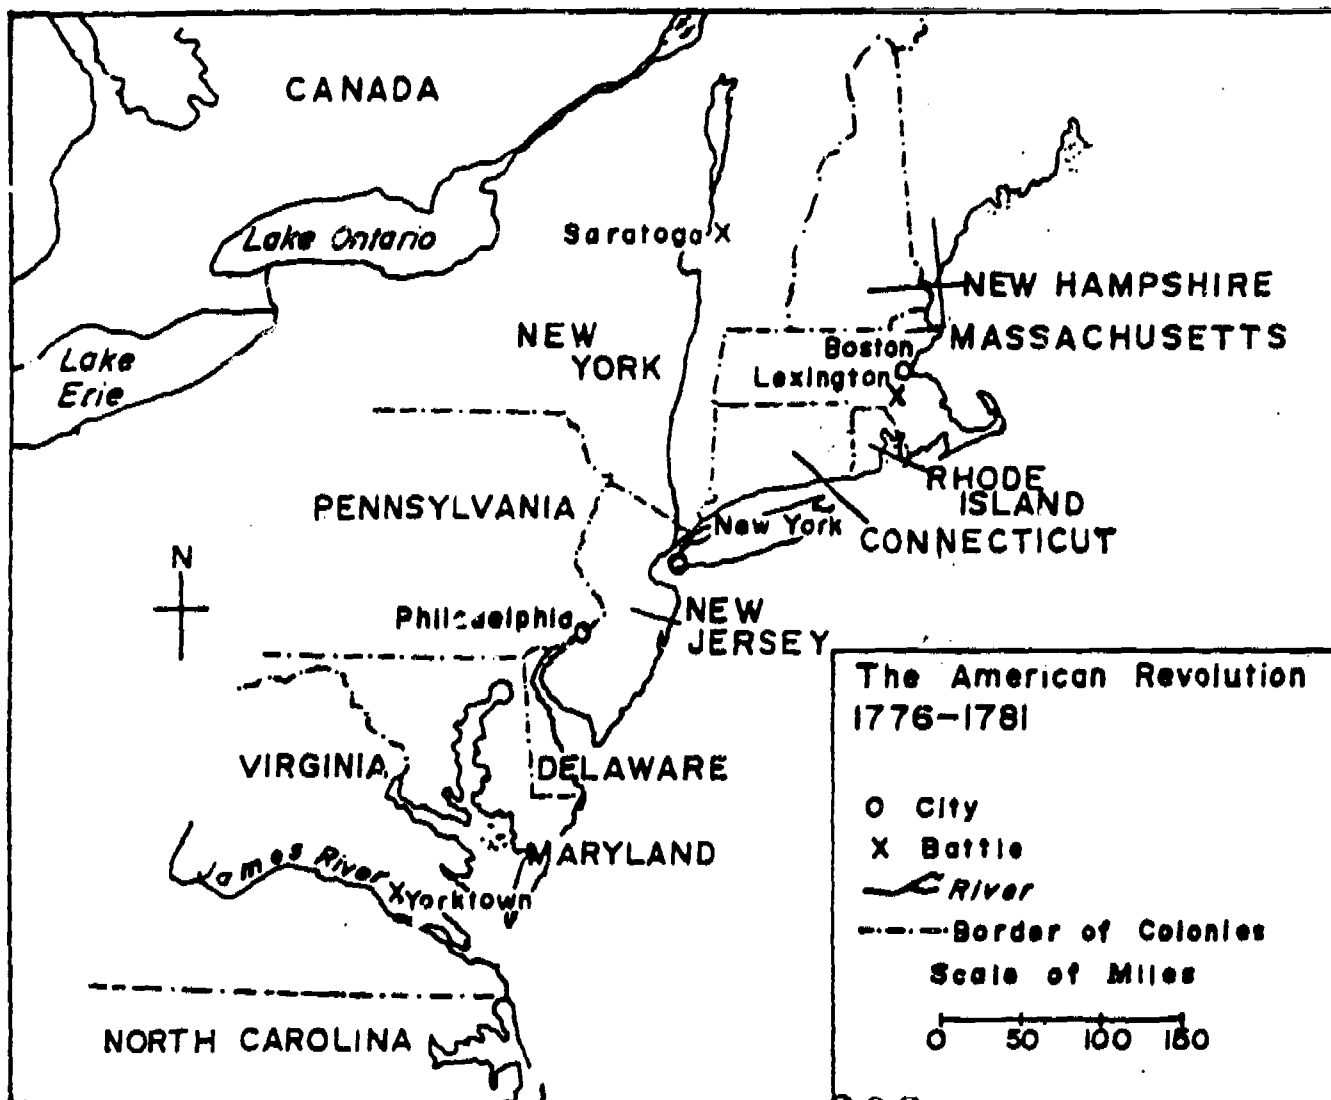 CANADA
Lake Ontario
Saratoga X
NEW HAMPSHIRE
NEW
YORK
MASSACHUSETTS
Boston
Lexington
X
Lake
Erie
RHODE
ISLAND
PENNSYLVANIA
New York
CONNECTICUT
N
Philadelphia
NEW
JERSEY
The American Revolution
1776-1781
VIRGINIA
DELAWARE
O City
MARYLAND
X Battle
James River
X Yorktown
River
Border of Colonies
Scale of Miles
NORTH CAROLINA
0 50 100 150